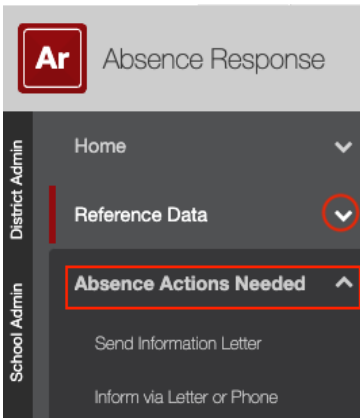 Ar Absence Response
District Admin
Home
Reference Data
School Admin
Absence Actions Needed
Send Information Letter
Inform via Letter or Phone